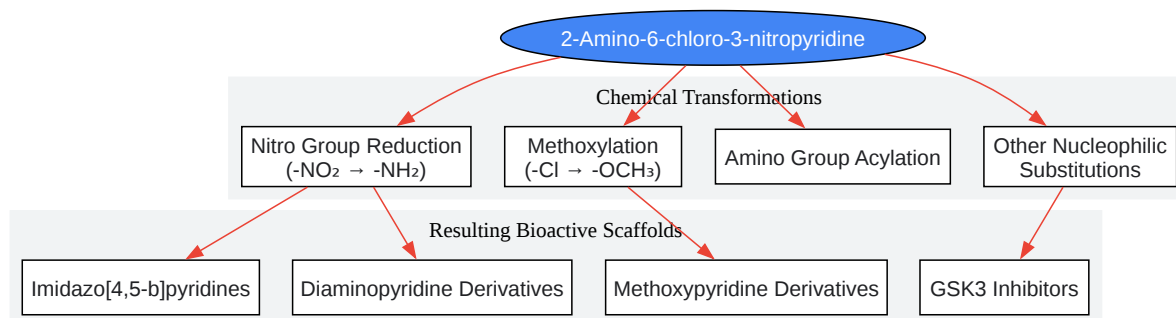 2-Amino-6-chloro-3-nitropyridine
Chemical Transformations
Nitro Group Reduction
(-NO₂ → -NH₂)
Methoxylation
(-Cl → -OCH₃)
Amino Group Acylation
Other Nucleophilic
Substitutions
Resulting Bioactive Scaffolds
Imidazo[4,5-b]pyridines
Diaminopyridine Derivatives
Methoxypyridine Derivatives
GSK3 Inhibitors